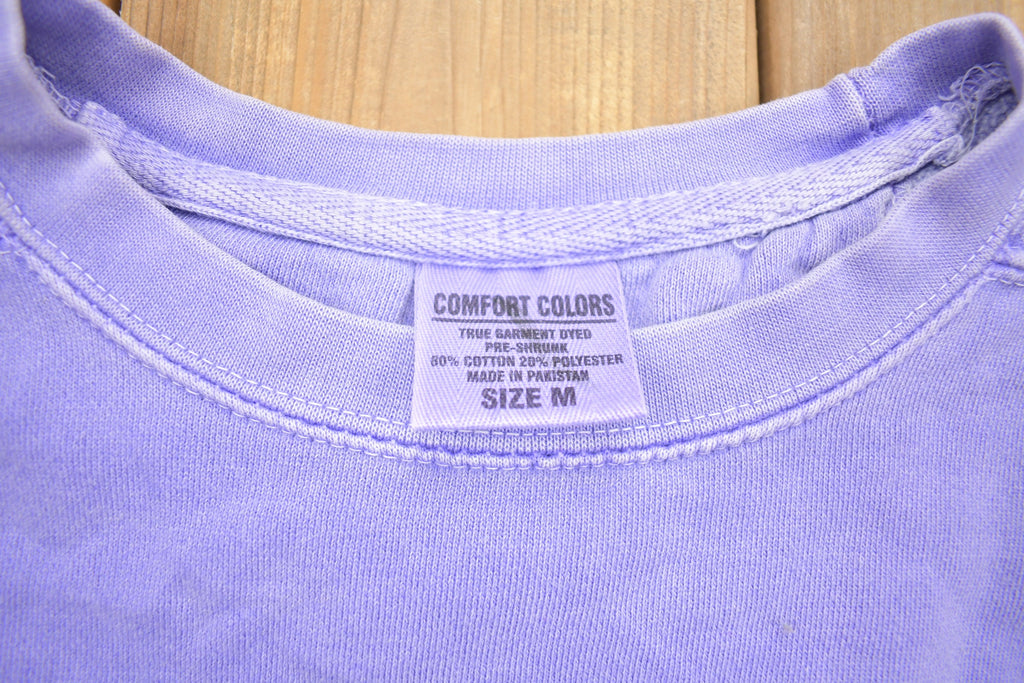 COMFORT COLORS
TRUE GARMENT DYED
PRE-SHRUNK
80% COTTON 20% POLYESTER
MADE IN PAKISTAN
SIZE M